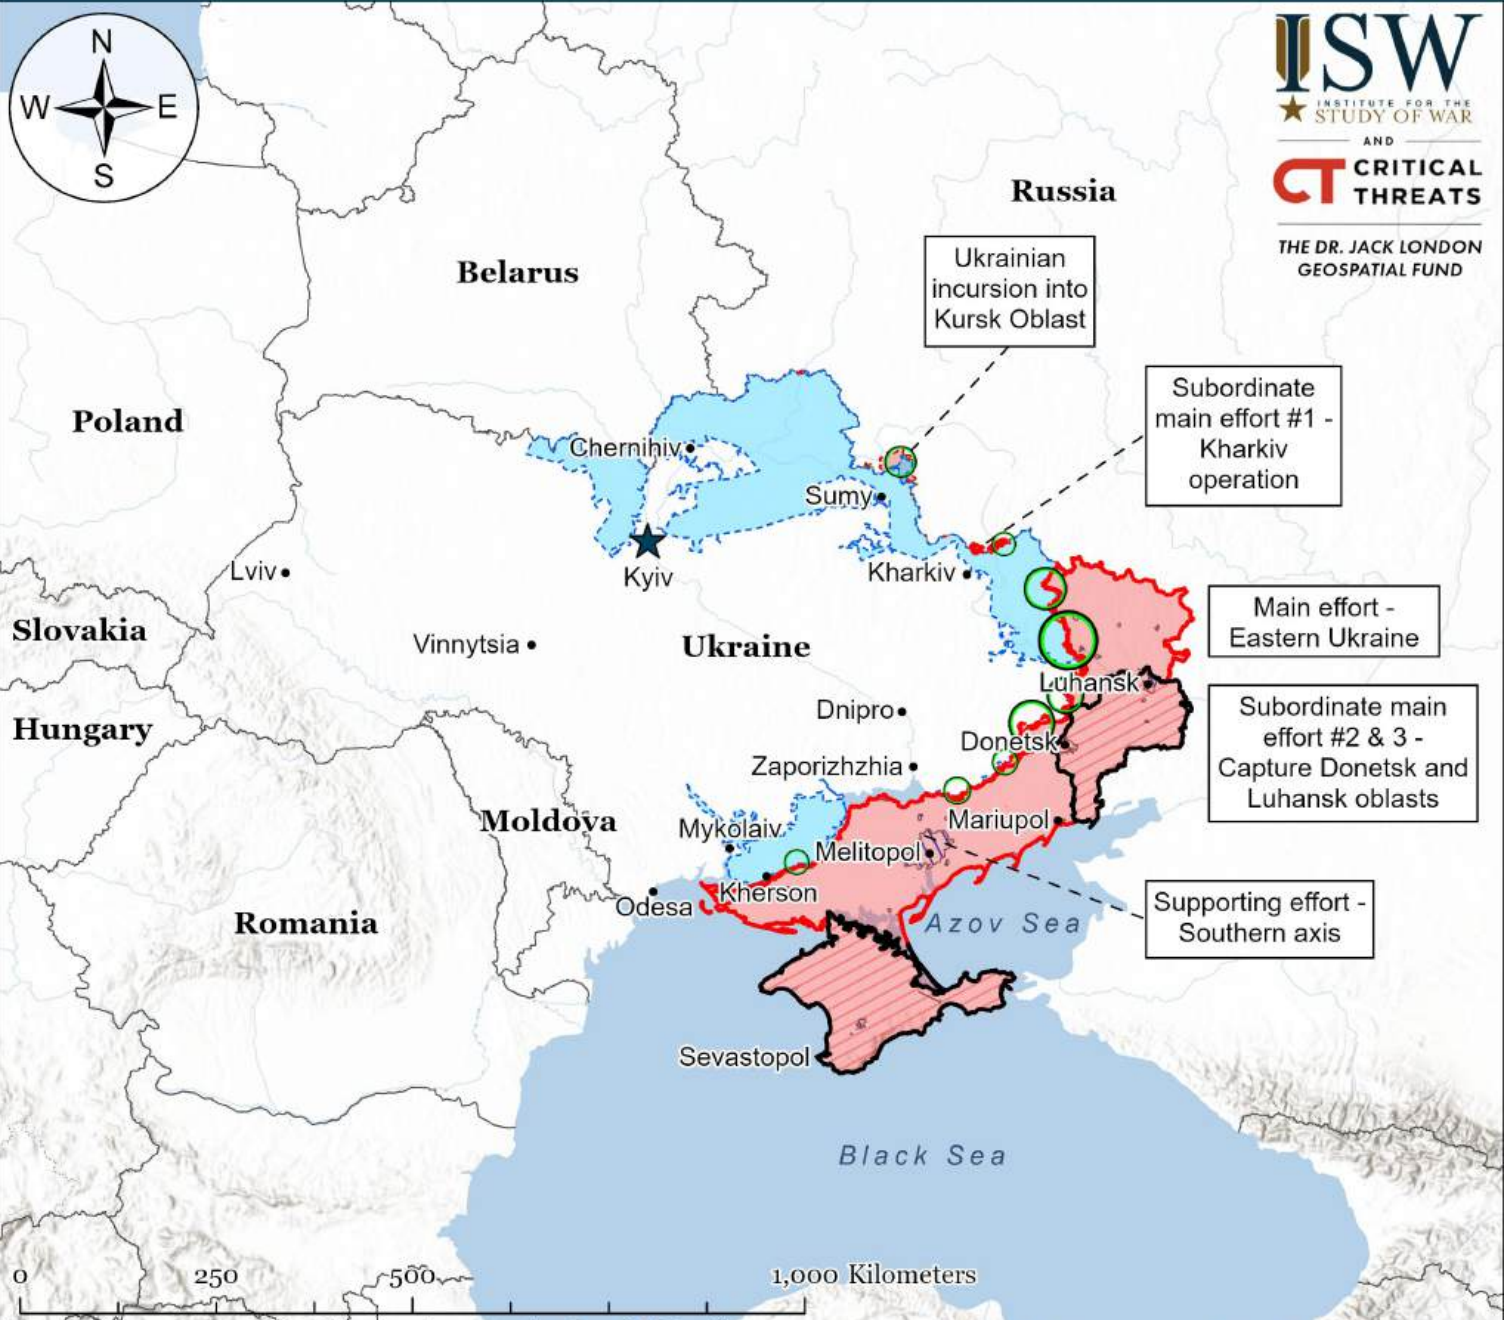 N
W
E
S
ISW
INSTITUTE FOR THE
STUDY OF WAR
AND
CT CRITICAL
THREATS
THE DR. JACK LONDON
GEOSPATIAL FUND
Russia
Belarus
Ukrainian
incursion into
Kursk Oblast
Subordinate
main effort #1 -
Kharkiv
operation
Poland
Chernihiv
Sumy
Kyiv
Lviv
Kharkiv
Slovakia
Vinnytsia
Ukraine
Main effort -
Eastern Ukraine
Luhansk
Hungary
Dnipro
Donetsk
Subordinate main
effort #2 & 3 -
Capture Donetsk and
Luhansk oblasts
Zaporizhzhia
Moldova
Mykolaiv
Mariupol
Melitopol
Kherson
Odesa
Romania
Azov Sea
Supporting effort -
Southern axis
Sevastopol
Black Sea
0 250 500 1,000 Kilometers